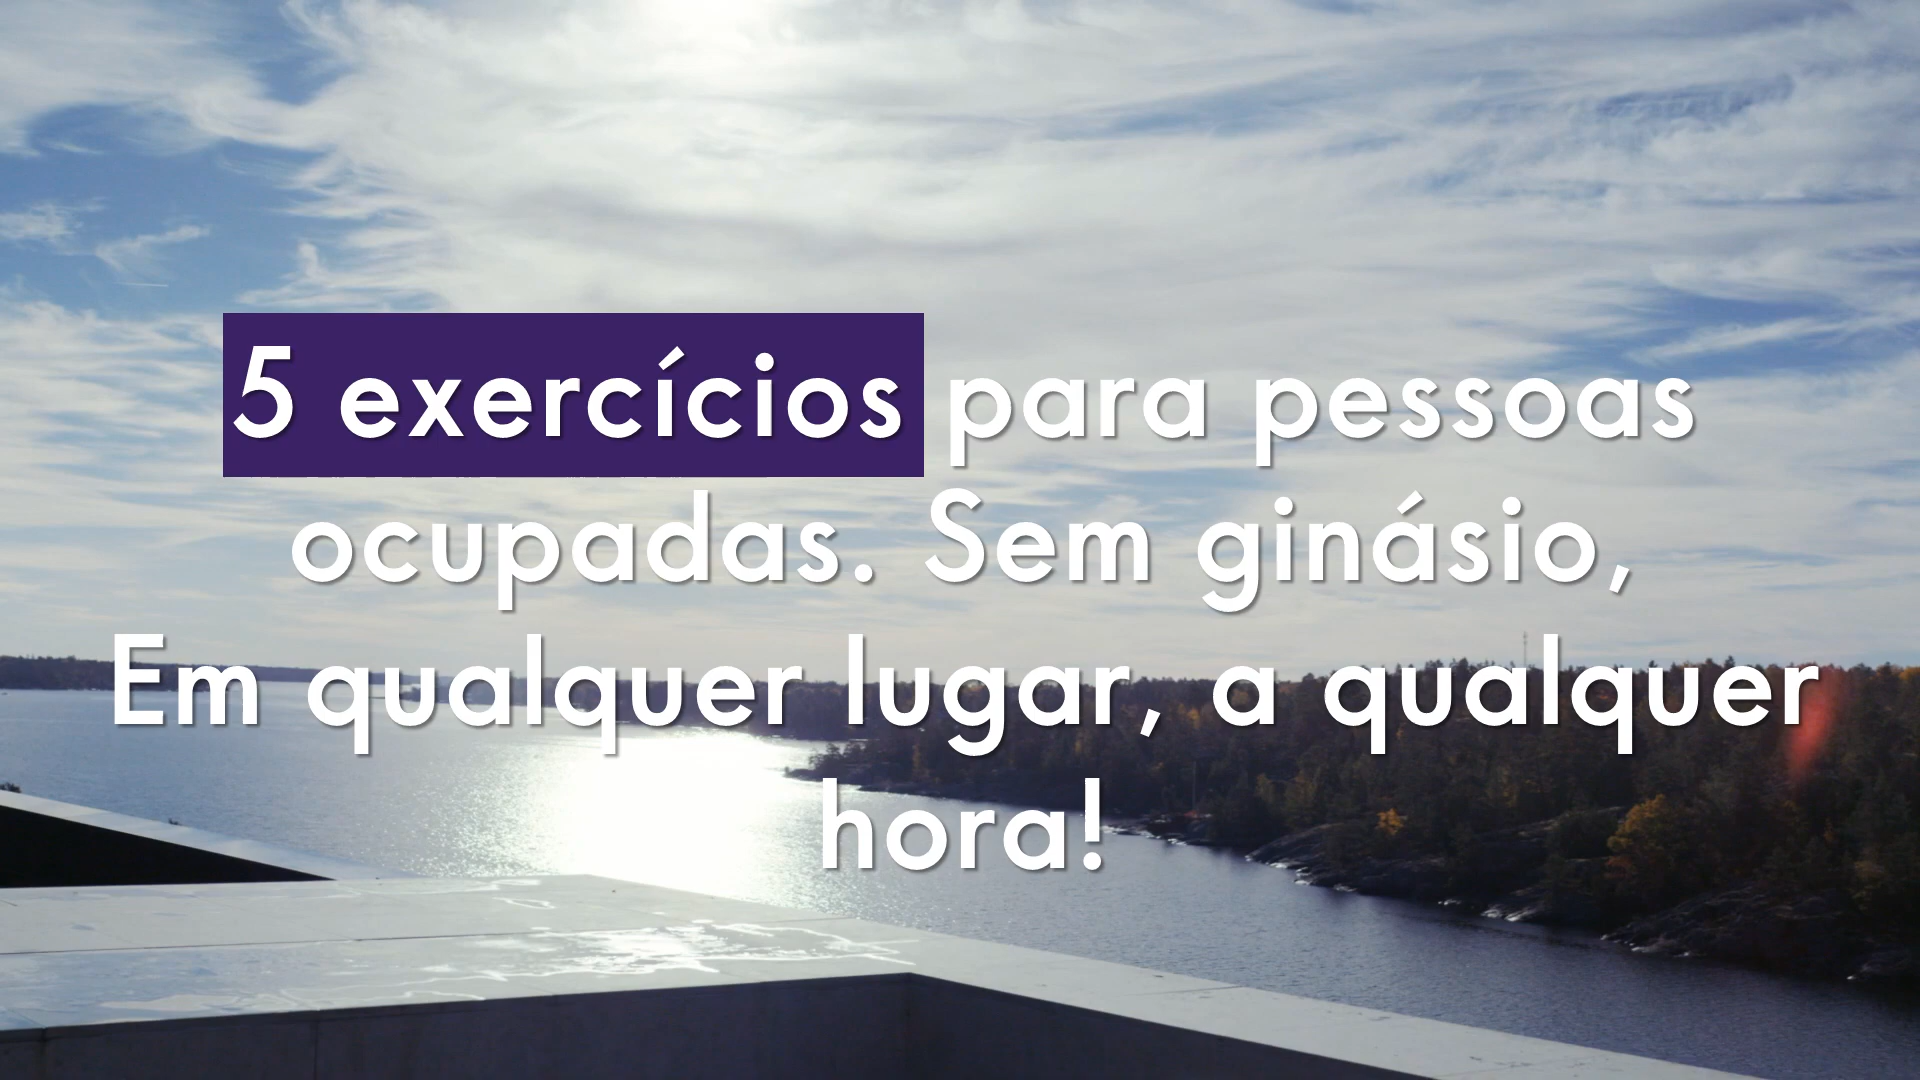 5 exercícios para pessoas
ocupadas. Sem ginásio,
Em qualquer lugar, a qualquer
hora!